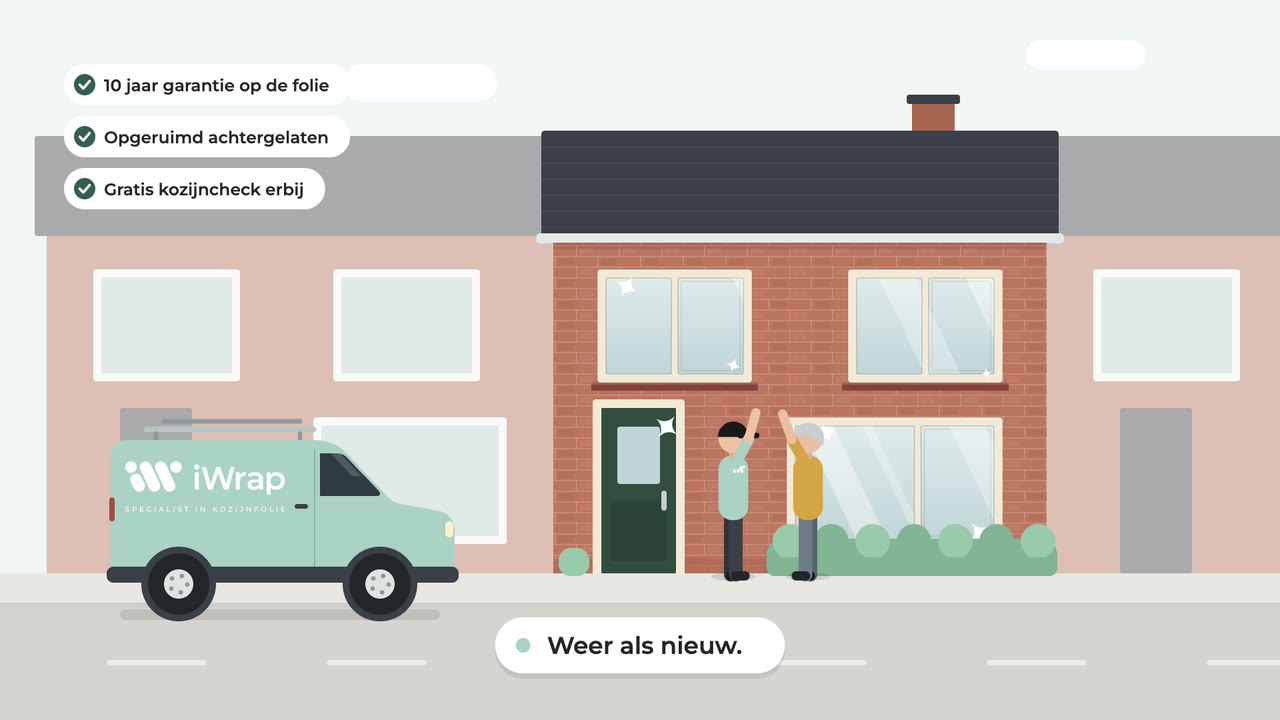 10 jaar garantie op de folie
Opgeruimd achtergelaten
Gratis kozijncheck erbij
iWrap
SPECIALIST IN KOZIJNFOLIE
Weer als nieuw.